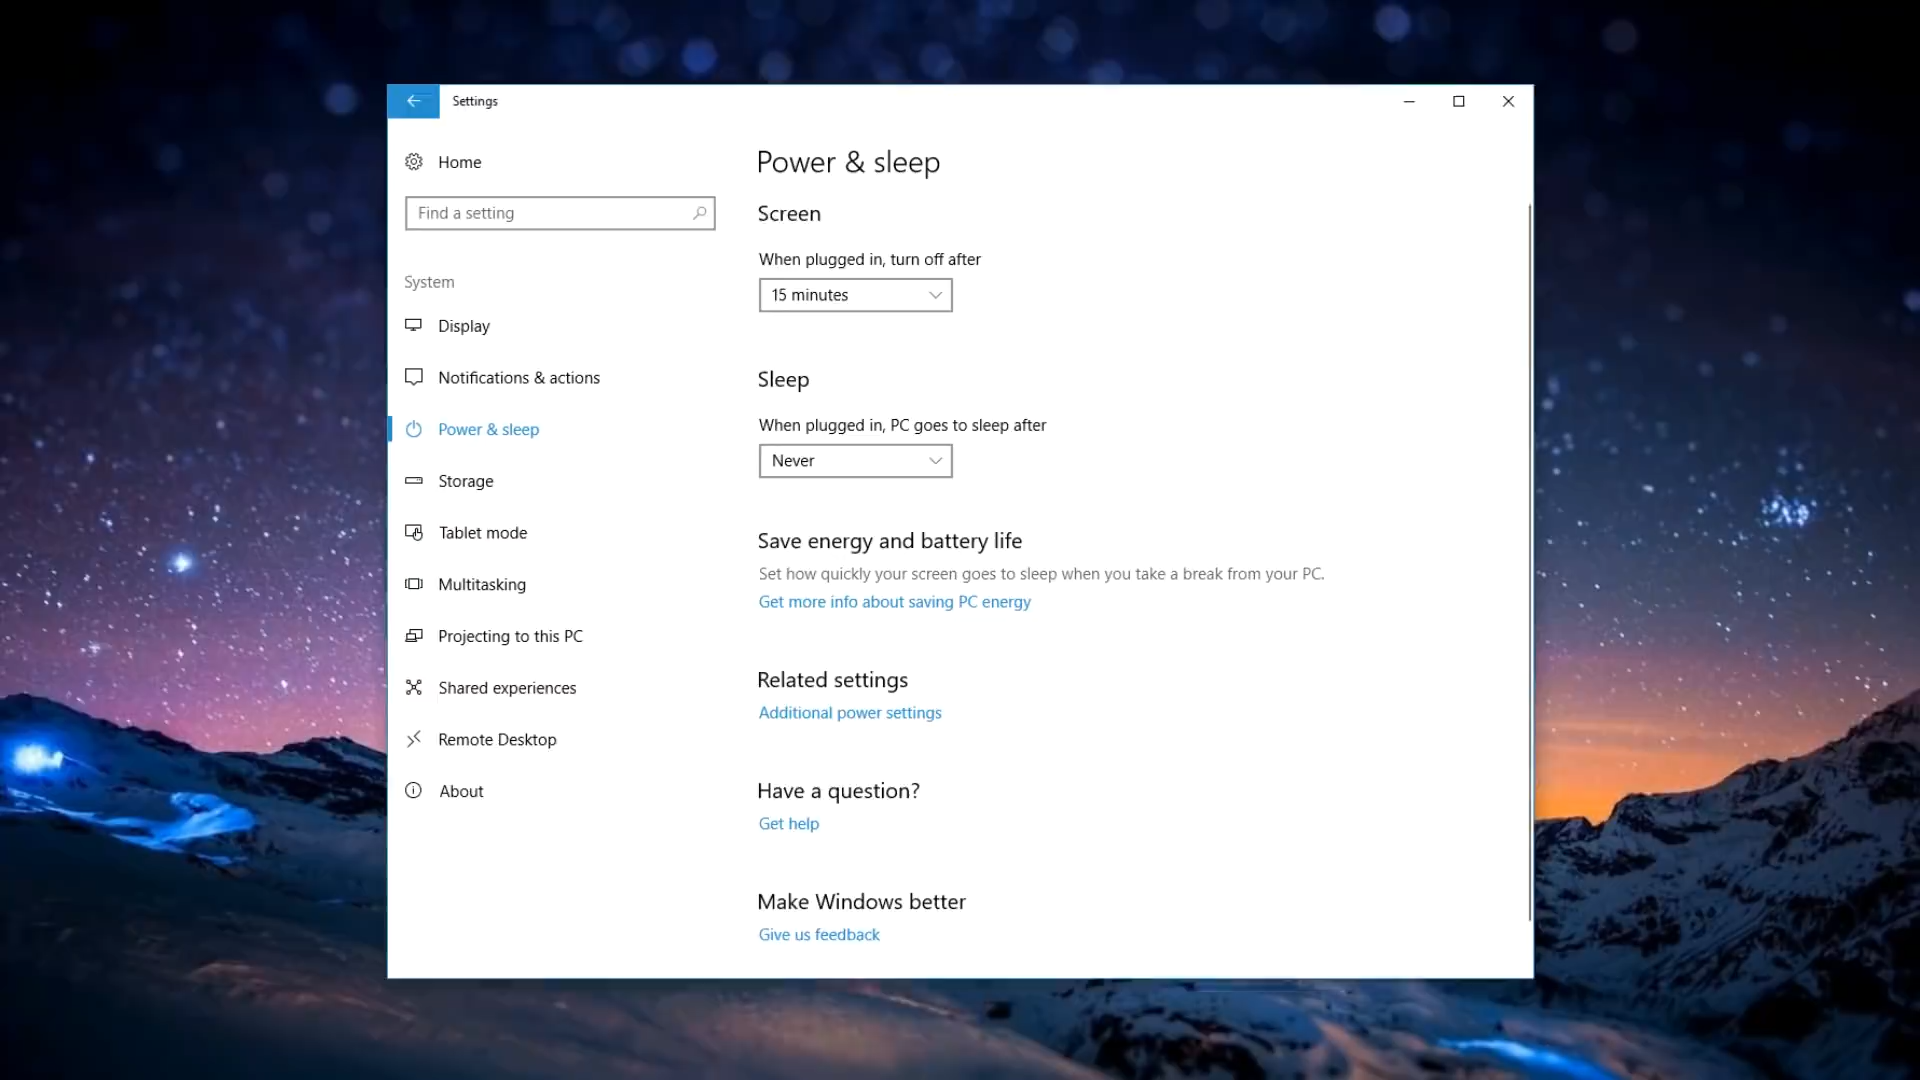 Settings
Home
Find a setting
System
Display
Notifications & actions
Power & sleep
Storage
Tablet mode
Multitasking
Projecting to this PC
Shared experiences
Remote Desktop
About
Power & sleep
Screen
When plugged in, turn off after
15 minutes
Sleep
When plugged in, PC goes to sleep after
Never
Save energy and battery life
Set how quickly your screen goes to sleep when you take a break from your PC.
Get more info about saving PC energy
Related settings
Additional power settings
Have a question?
Get help
Make Windows better
Give us feedback